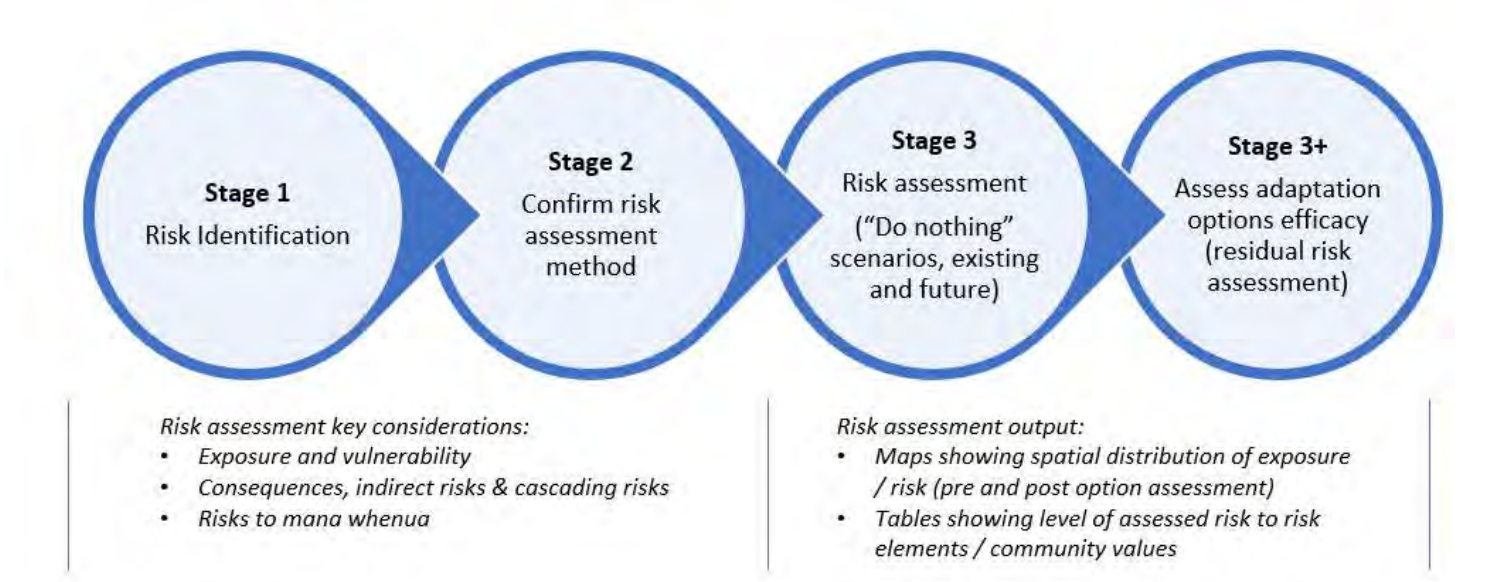 Stage 1
Risk Identification
Stage 2
Confirm risk
assessment
method
Stage 3
Risk assessment
(“Do nothing”
scenarios, existing
and future)
Stage 3+
Assess adaptation
options efficacy
(residual risk
assessment)
Risk assessment key considerations:
• Exposure and vulnerability
• Consequences, indirect risks & cascading risks
• Risks to mana whenua
Risk assessment output:
• Maps showing spatial distribution of exposure
/ risk (pre and post option assessment)
• Tables showing level of assessed risk to risk
elements / community values